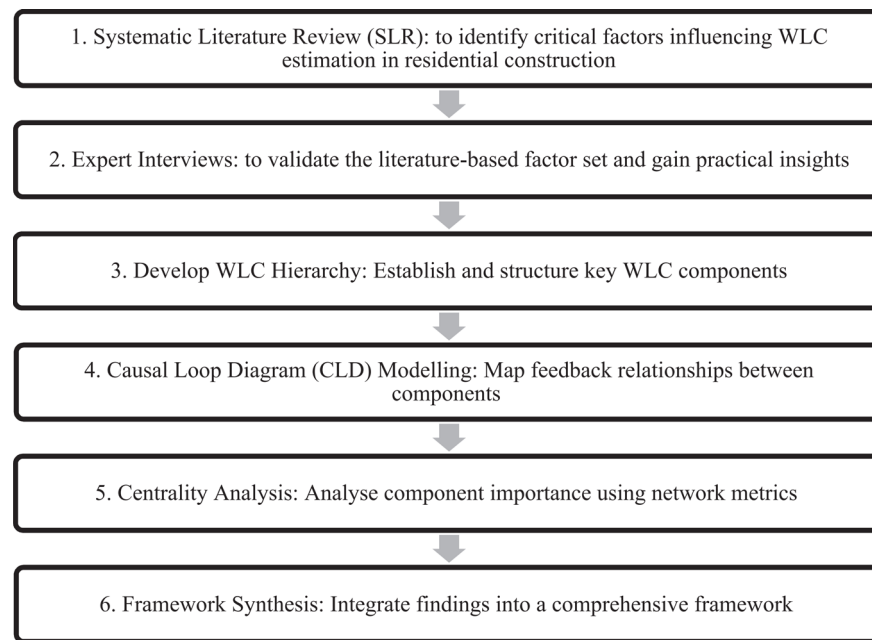 1. Systematic Literature Review (SLR): to identify critical factors influencing WLC
estimation in residential construction
2. Expert Interviews: to validate the literature-based factor set and gain practical insights
3. Develop WLC Hierarchy: Establish and structure key WLC components
4. Causal Loop Diagram (CLD) Modelling: Map feedback relationships between
components
5. Centrality Analysis: Analyse component importance using network metrics
6. Framework Synthesis: Integrate findings into a comprehensive framework